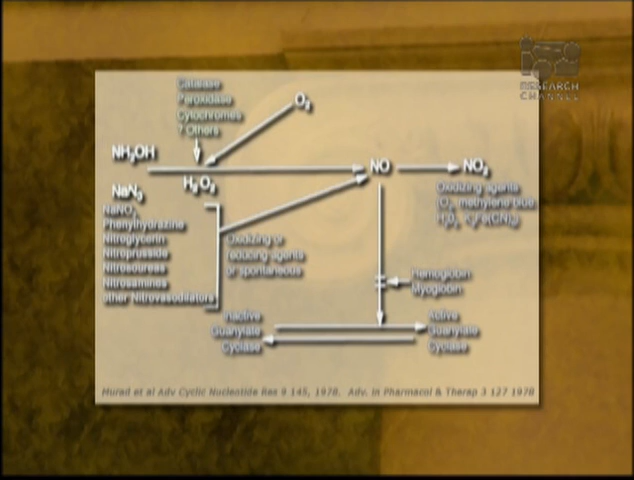 RESEARCH
CHANNEL
Catalase
Peroxidase
Cytochromes
? Others
O₂
NH₂OH
NO
NO₂
H₂O₂
NaN₃
Oxidizing agents
O₂, methylene blue
H₂O₂, K₃Fe(CN)₆
NaNO₂
Phenylhydrazine
Nitroglycerin
Nitroprusside
Nitrosoureas
Nitrosamines
other Nitrovasodilators
Oxidizing or
reducing agents
or spontaneous
Hemoglobin
Myoglobin
Inactive
Guanylate
Cyclase
Active
Guanylate
Cyclase
Murad et al Adv Cyclic Nucleotide Res 9 145, 1978, Adv. in Pharmacol & Therap 3 127 1978